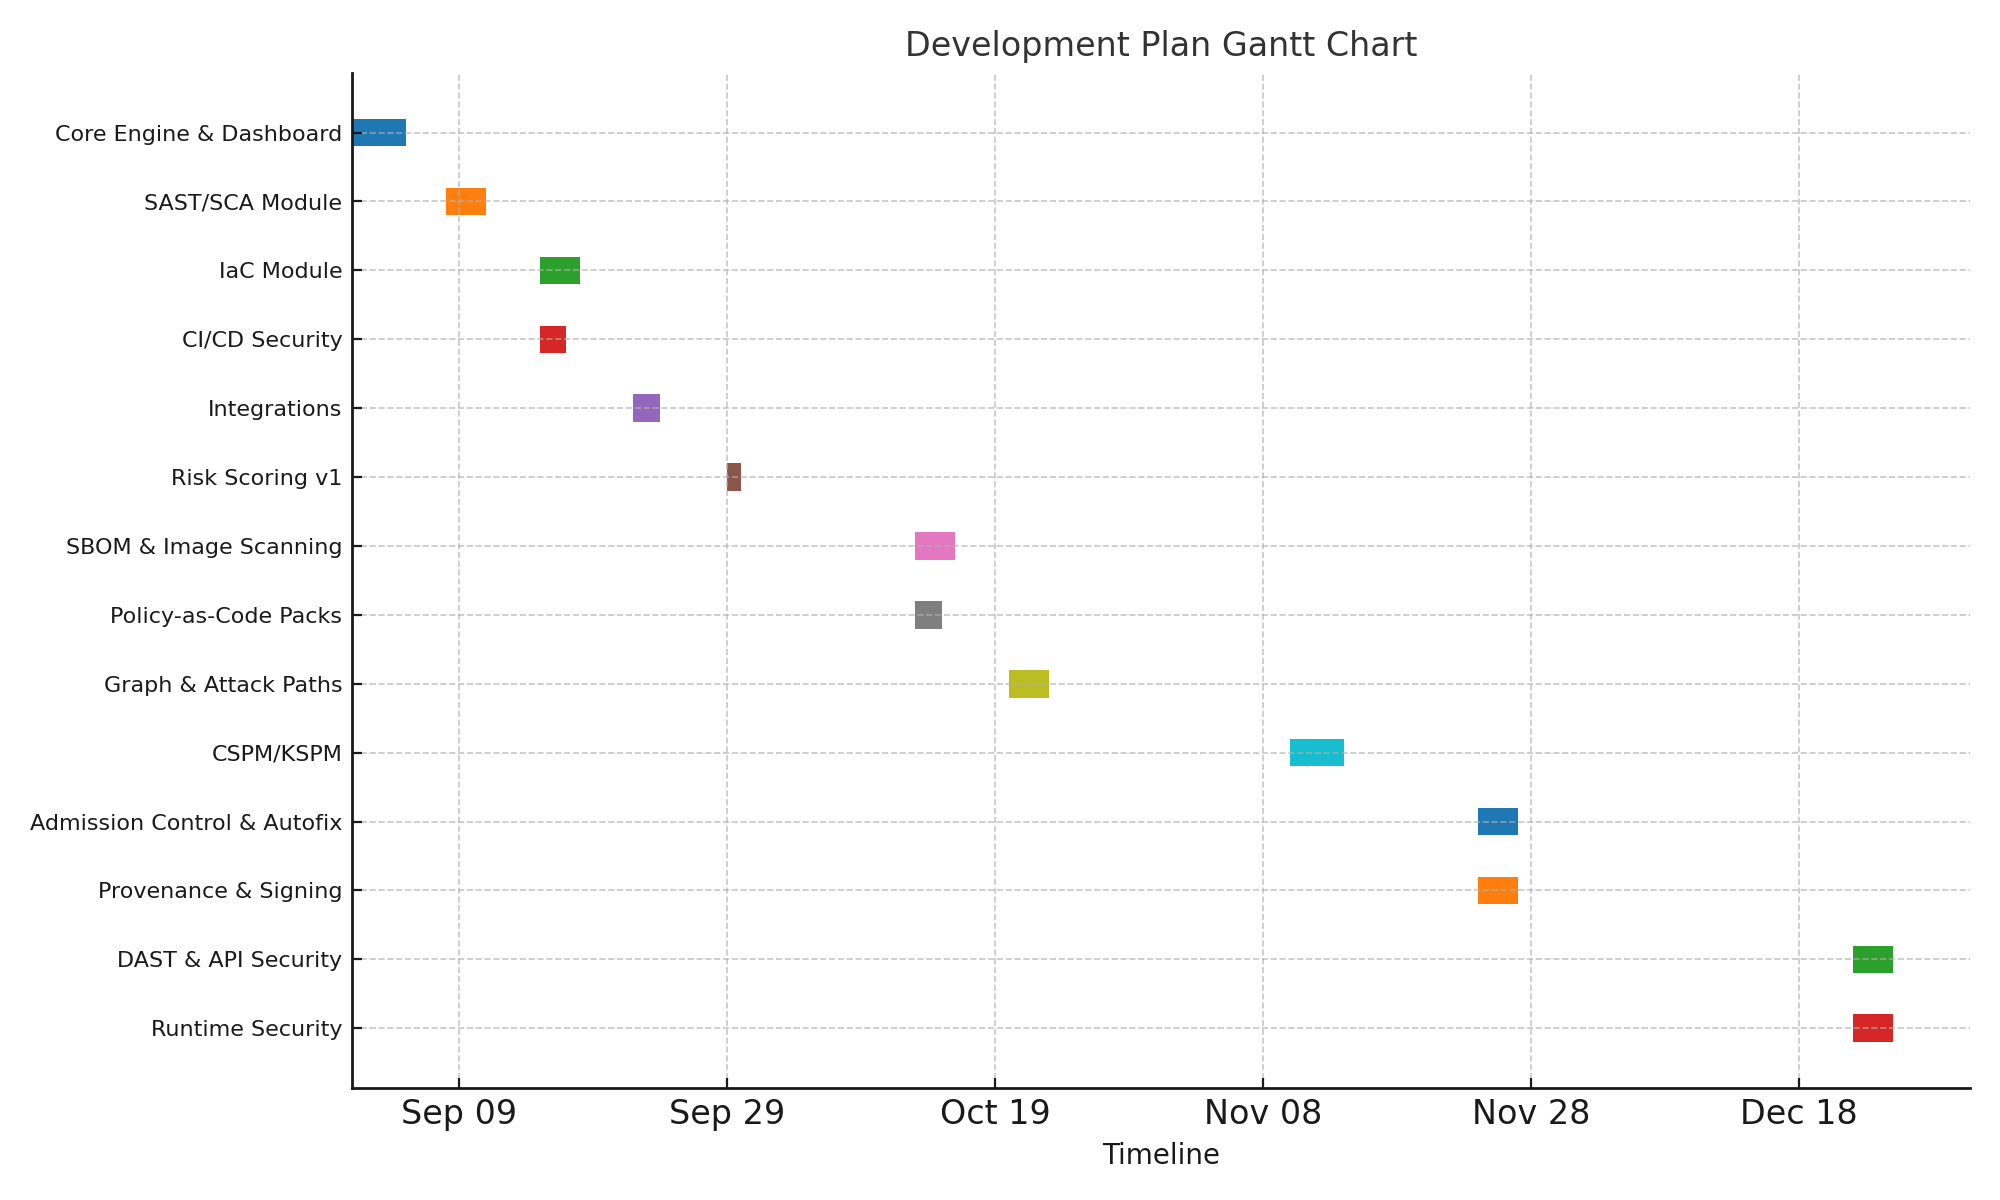 Development Plan Gantt Chart
Core Engine & Dashboard
SAST/SCA Module
IaC Module
CI/CD Security
Integrations
Risk Scoring v1
SBOM & Image Scanning
Policy-as-Code Packs
Graph & Attack Paths
CSPM/KSPM
Admission Control & Autofix
Provenance & Signing
DAST & API Security
Runtime Security
Sep 09 Sep 29 Oct 19 Nov 08 Nov 28 Dec 18
Timeline